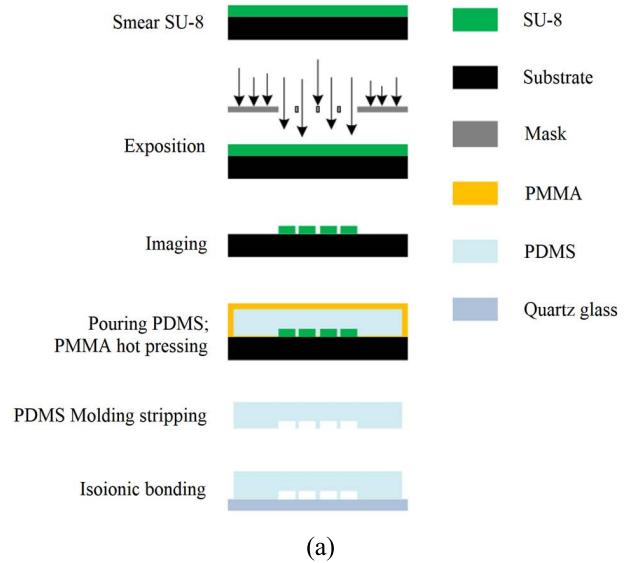 Smear SU-8
SU-8
Substrate
Mask
Exposition
PMMA
Imaging
PDMS
Quartz glass
Pouring PDMS;
PMMA hot pressing
PDMS Molding stripping
Isoionic bonding
(a)